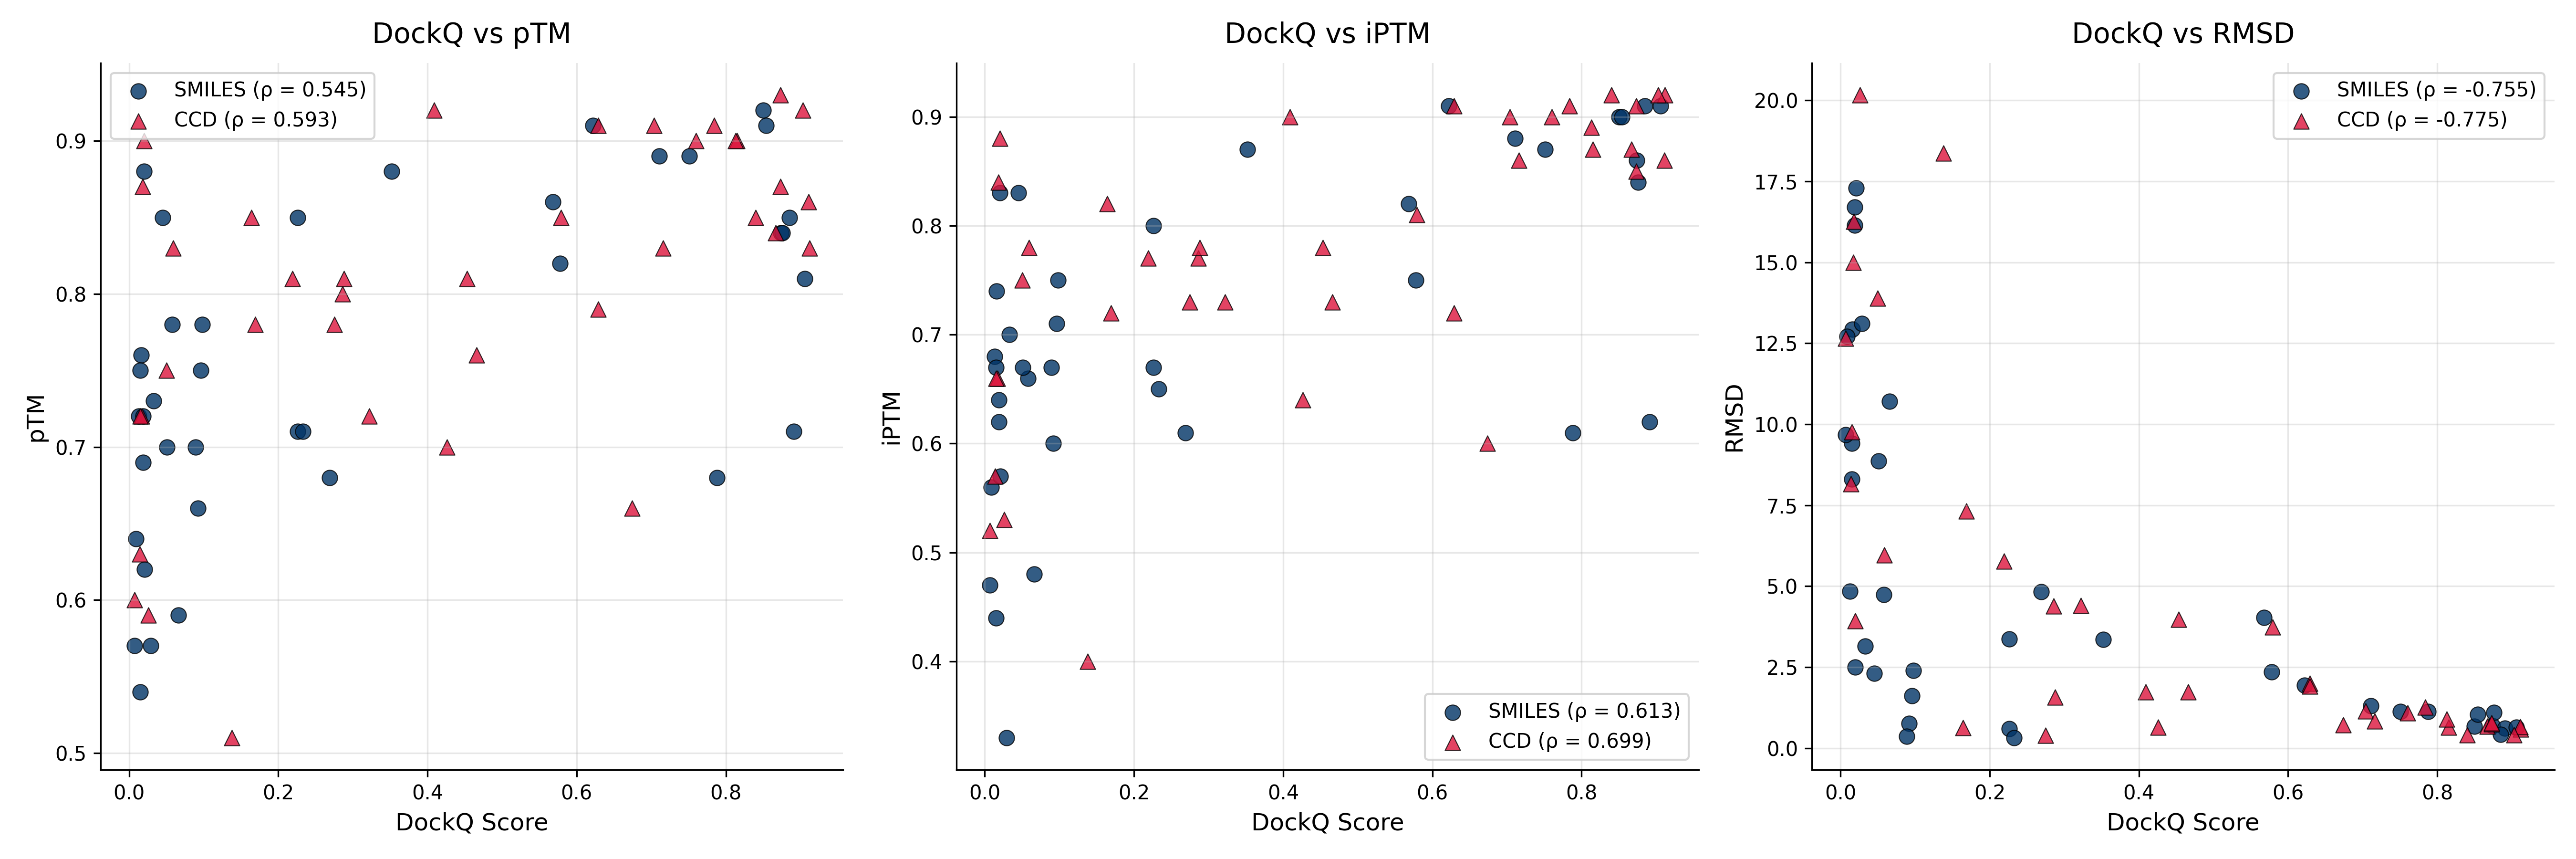 DockQ vs pTM
SMILES (ρ = 0.545)
CCD (ρ = 0.593)
pTM
0.9
0.8
0.7
0.6
0.5
0.0 0.2 0.4 0.6 0.8
DockQ Score
DockQ vs iPTM
iPTM
0.9
0.8
0.7
0.6
0.5
0.4
SMILES (ρ = 0.613)
CCD (ρ = 0.699)
0.0 0.2 0.4 0.6 0.8
DockQ Score
DockQ vs RMSD
SMILES (ρ = -0.755)
CCD (ρ = -0.775)
RMSD
20.0
17.5
15.0
12.5
10.0
7.5
5.0
2.5
0.0
0.0 0.2 0.4 0.6 0.8
DockQ Score